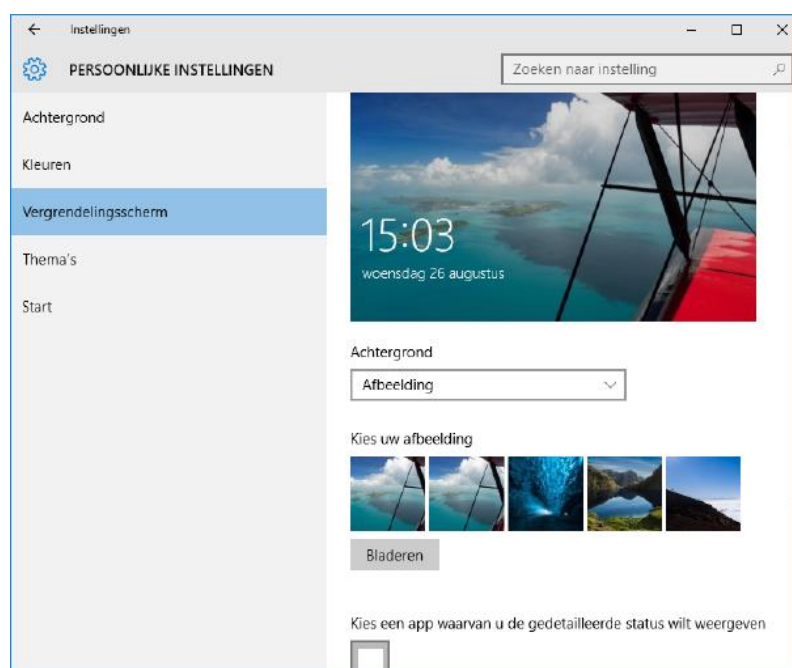 Instellingen
PERSOONLIJKE INSTELLINGEN
Zoeken naar instelling
Achtergrond
Kleuren
Vergrendelingsscherm
Thema's
Start
15:03
woensdag 26 augustus
Achtergrond
Afbeelding
Kies uw afbeelding
Bladeren
Kies een app waarvan u de gedetailleerde status wilt weergeven